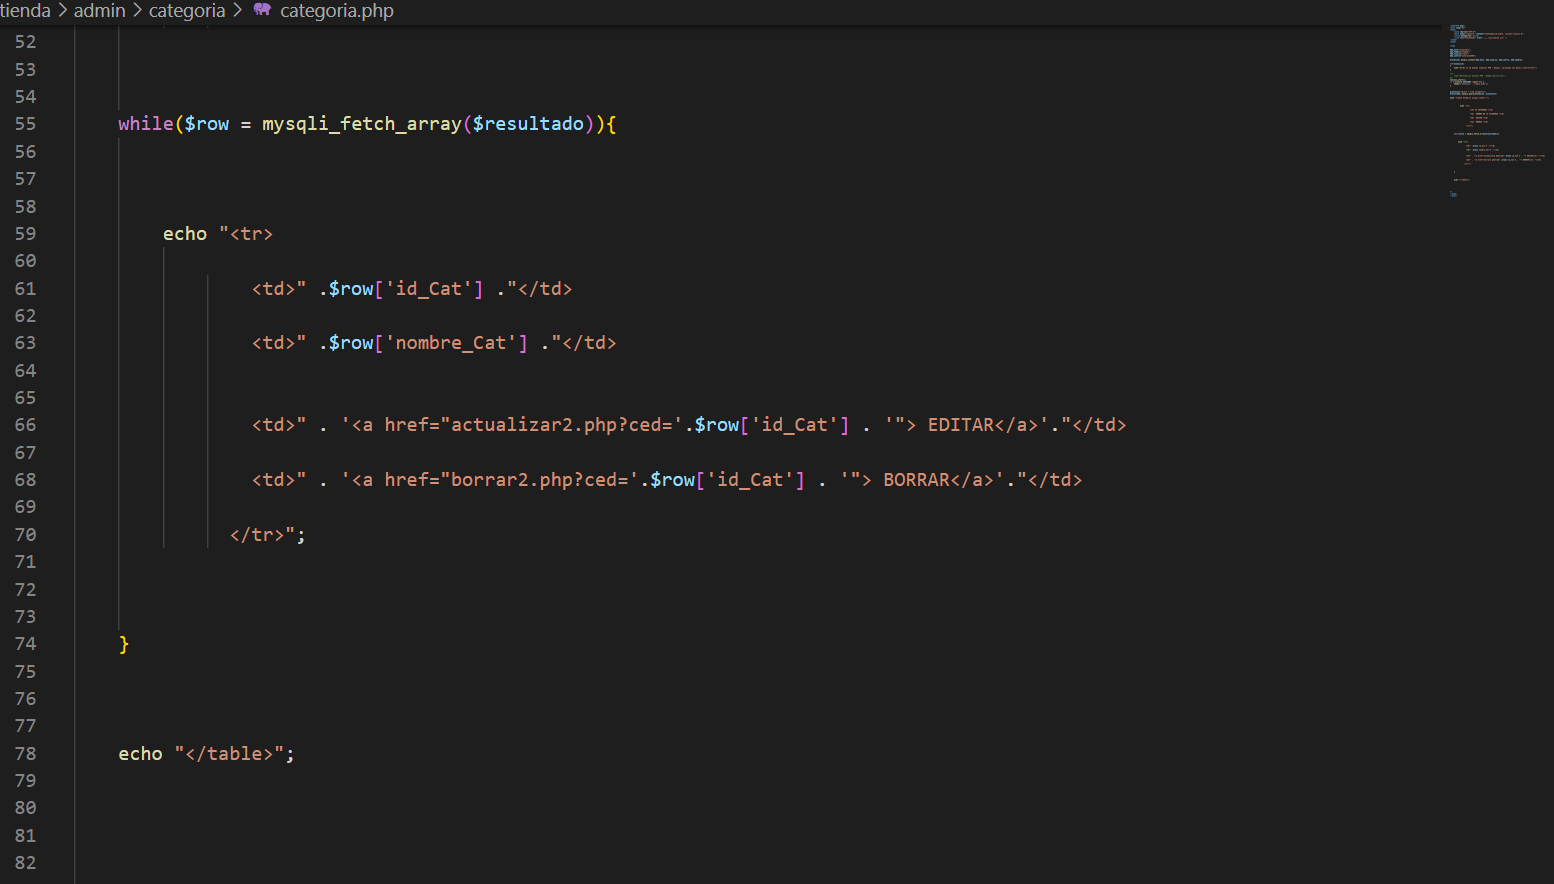 tienda > admin > categoria > categoria.php
52
53
54
55 while($row = mysqli_fetch_array($resultado)){
56
57
58
59 echo "<tr>
60
61 <td>" .$row['id_Cat'] ."</td>
62
63 <td>" .$row['nombre_Cat'] ."</td>
64
65
66 <td>" . '<a href="actualizar2.php?ced='.$row['id_Cat'] . '"> EDITAR</a>'."</td>
67
68 <td>" . '<a href="borrar2.php?ced='.$row['id_Cat'] . '"> BORRAR</a>'."</td>
69
70 </tr>";
71
72
73
74 }
75
76
77
78 echo "</table>";
79
80
81
82